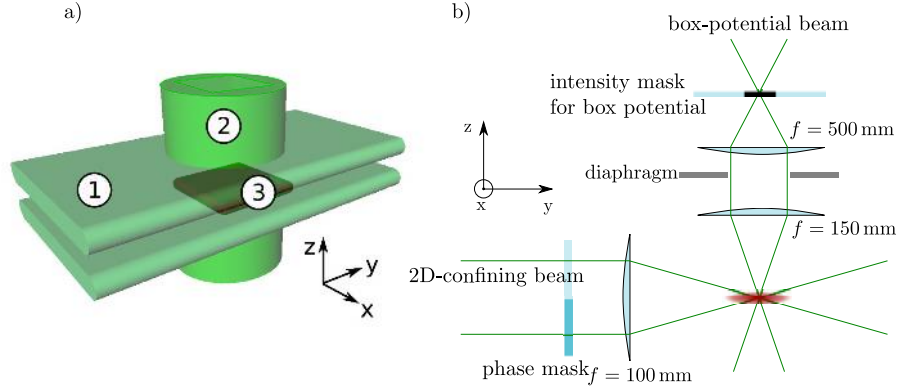 a)
1
2
3
z
y
x
b)
box-potential beam
intensity mask
for box potential
z
x
y
f = 500 mm
diaphragm
f = 150 mm
2D-confining beam
phase mask
f = 100 mm